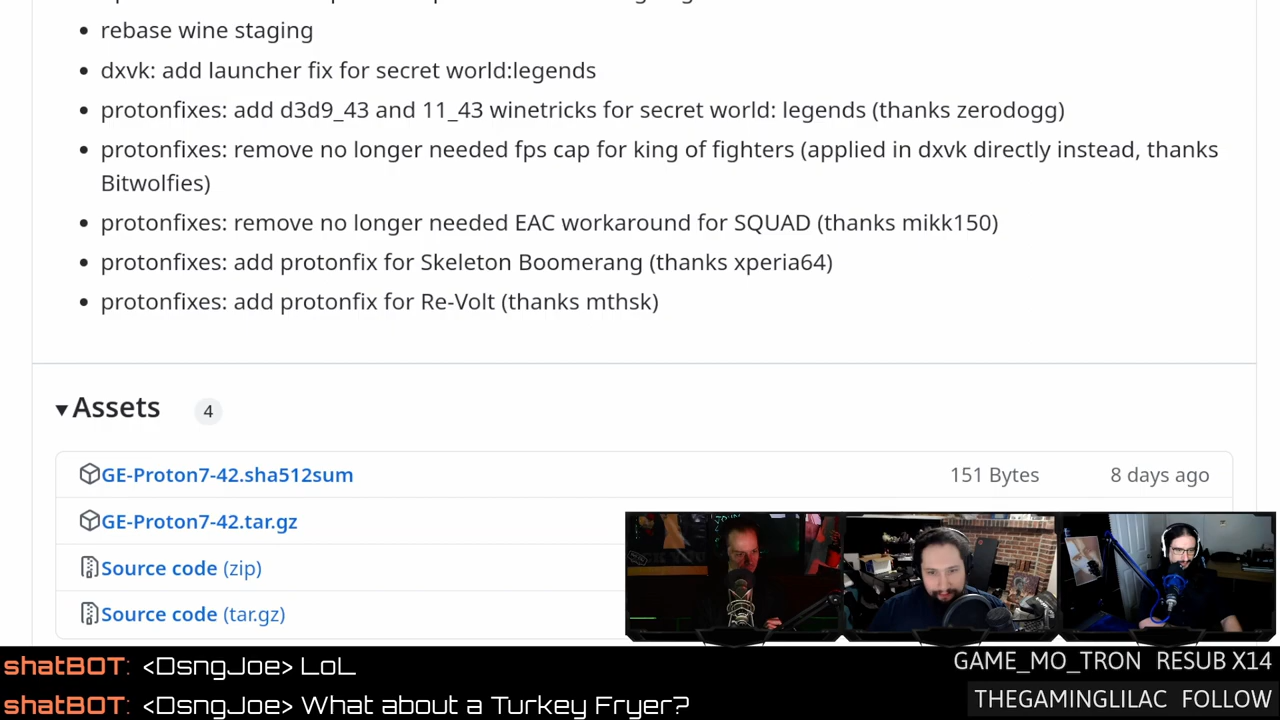 rebase wine staging
dxvk: add launcher fix for secret world:legends
protonfixes: add d3d9_43 and 11_43 winetricks for secret world: legends (thanks zerodogg)
protonfixes: remove no longer needed fps cap for king of fighters (applied in dxvk directly instead, thanks
Bitwolfies)
protonfixes: remove no longer needed EAC workaround for SQUAD (thanks mikk150)
protonfixes: add protonfix for Skeleton Boomerang (thanks xperia64)
protonfixes: add protonfix for Re-Volt (thanks mthsk)
Assets 4
GE-Proton7-42.sha512sum 151 Bytes 8 days ago
GE-Proton7-42.tar.gz
Source code (zip)
Source code (tar.gz)
shatBOT: <DsngJoe> LoL
GAME_MO_TRON RESUB X14
shatBOT: <DsngJoe> What about a Turkey Fryer?
THEGAMINGLILAC FOLLOW